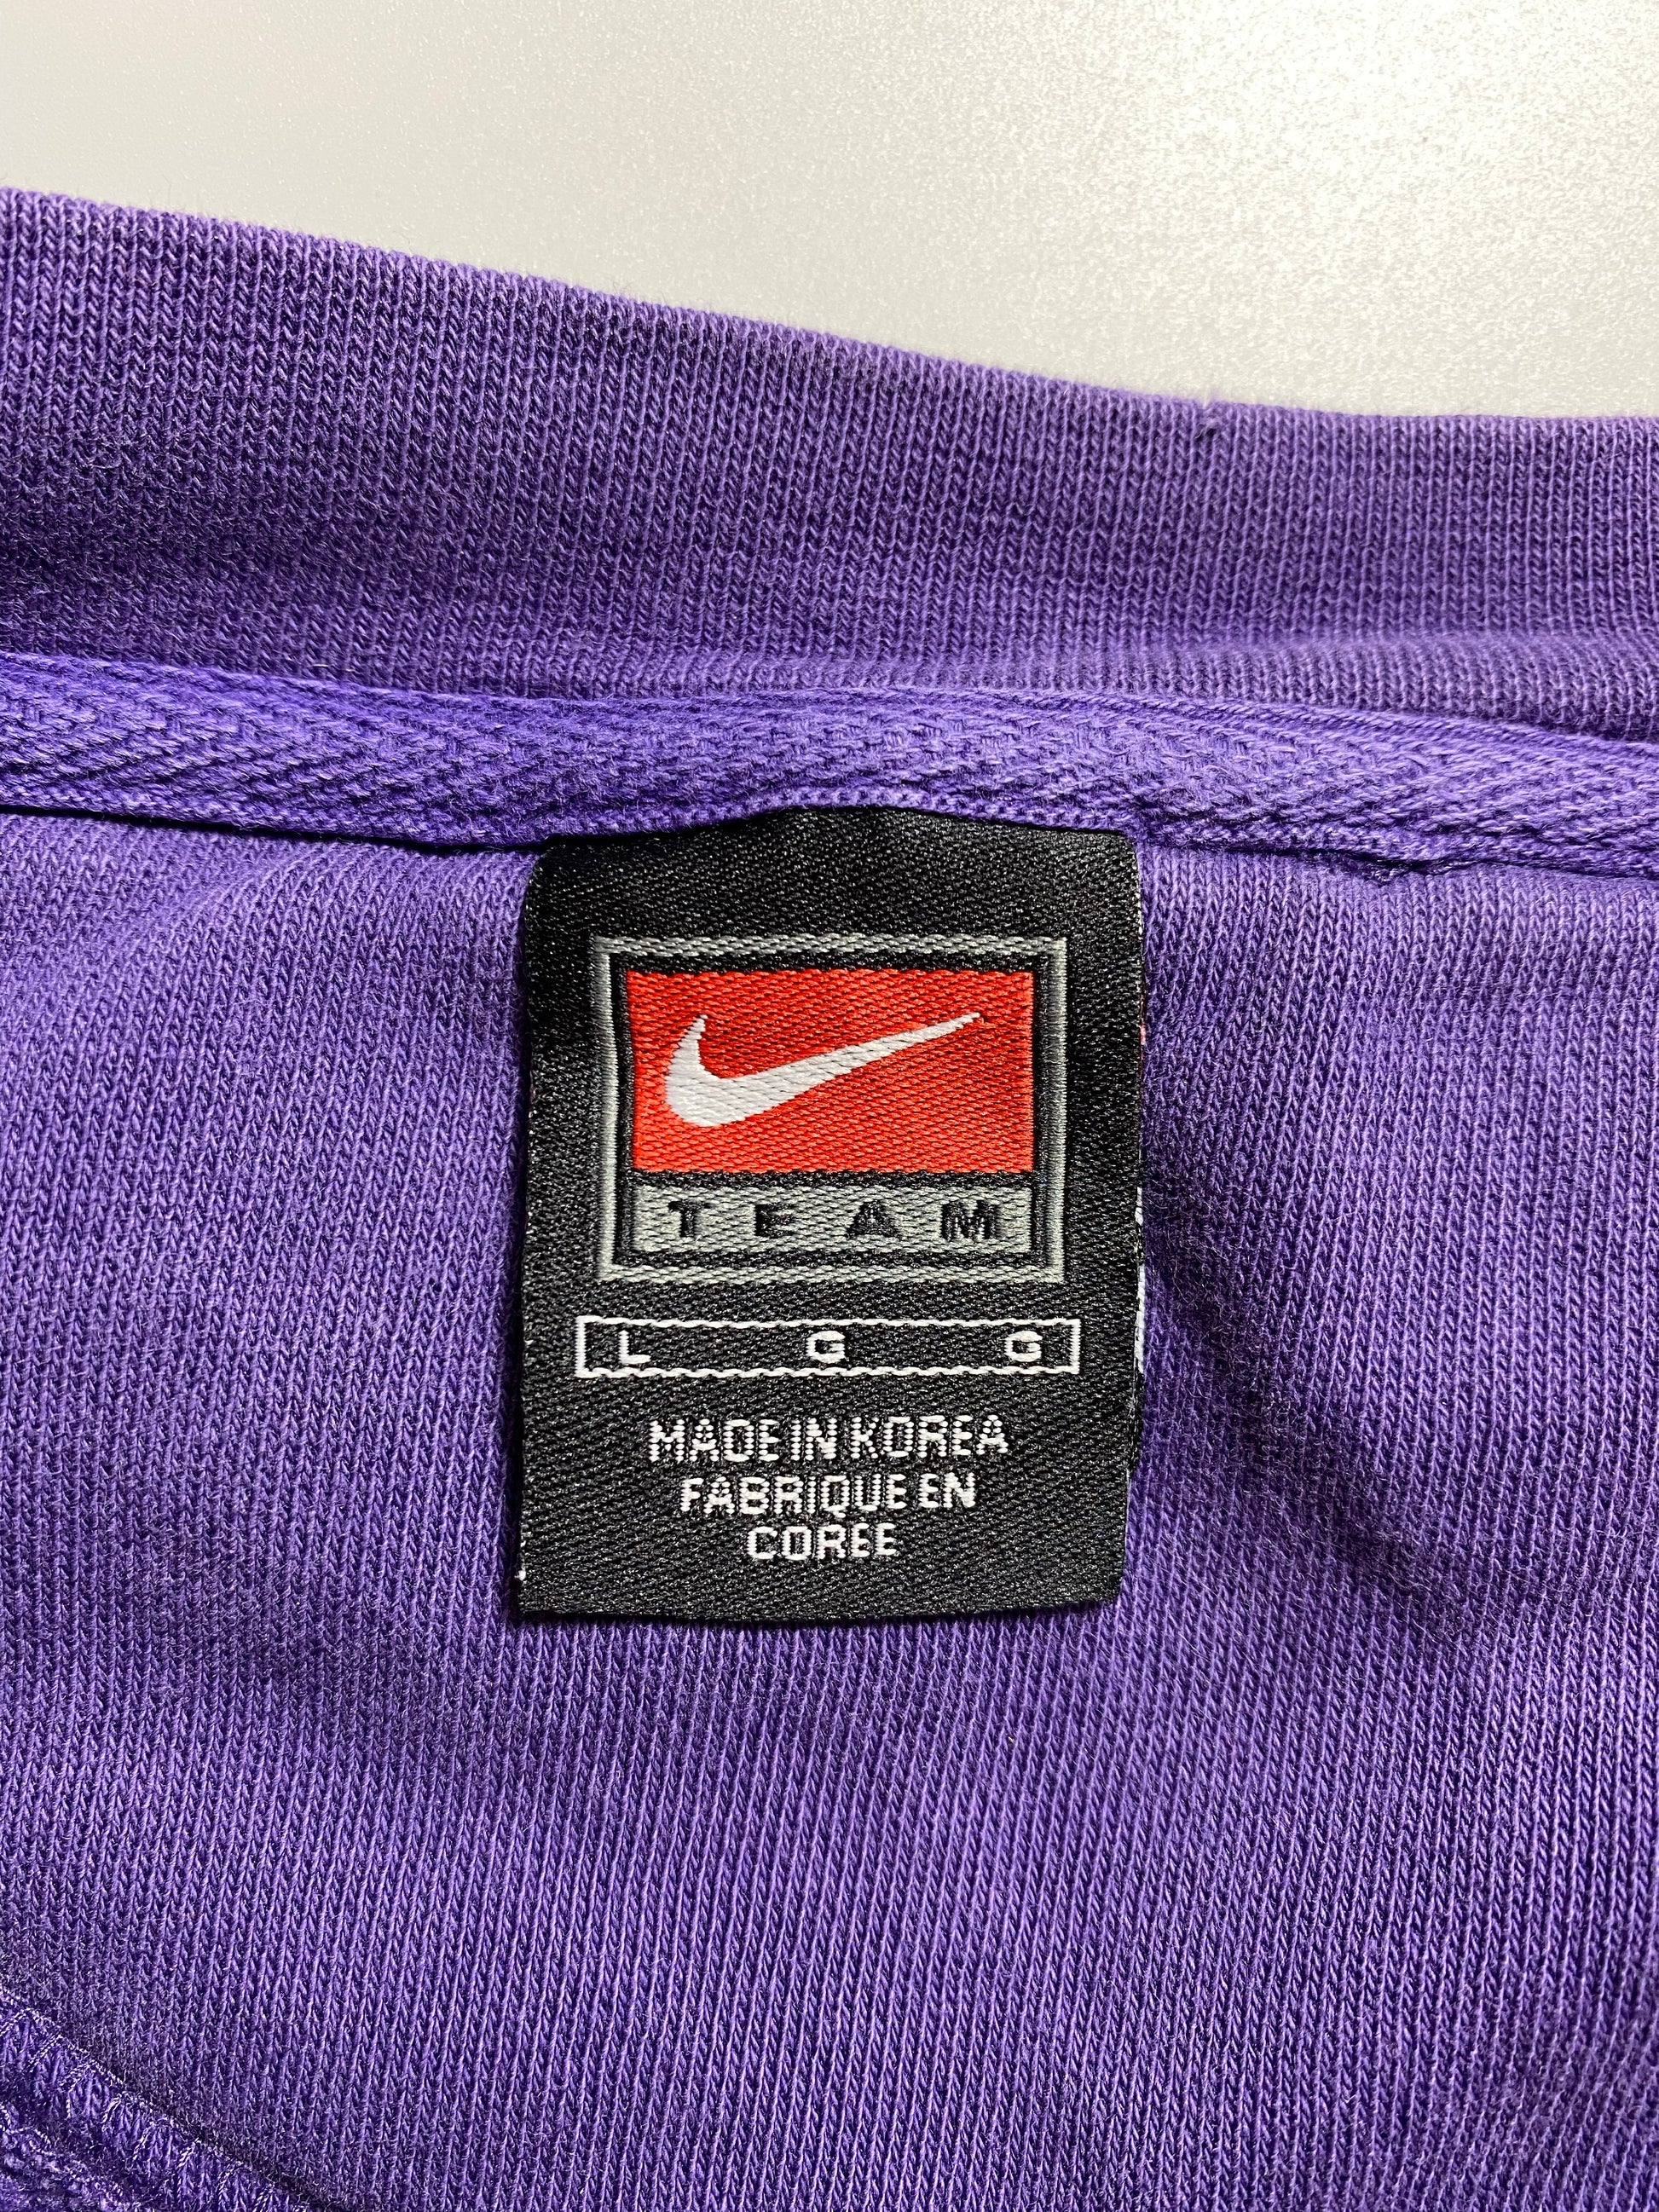 TEAM
L G G
MADE IN KOREA
FABRIQUE EN
COREE